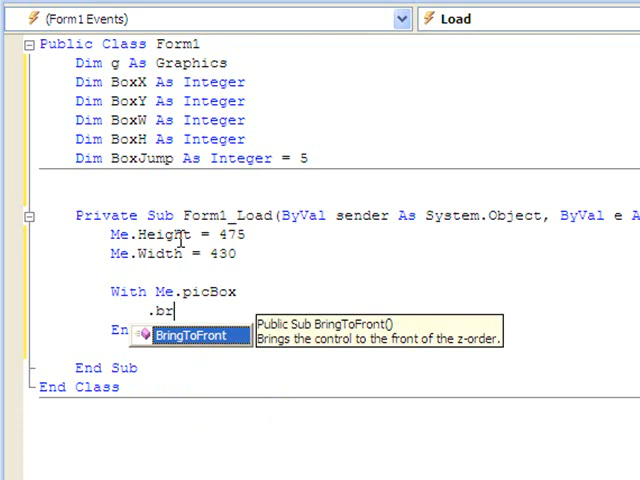 (Form1 Events) Load
Public Class Form1
Dim g As Graphics
Dim BoxX As Integer
Dim BoxY As Integer
Dim BoxW As Integer
Dim BoxH As Integer
Dim BoxJump As Integer = 5
Private Sub Form1_Load(ByVal sender As System.Object, ByVal e A
Me.Height = 475
Me.Width = 430
With Me.picBox
.br
En
BringToFront
Public Sub BringToFront()
Brings the control to the front of the z-order.
End Sub
End Class